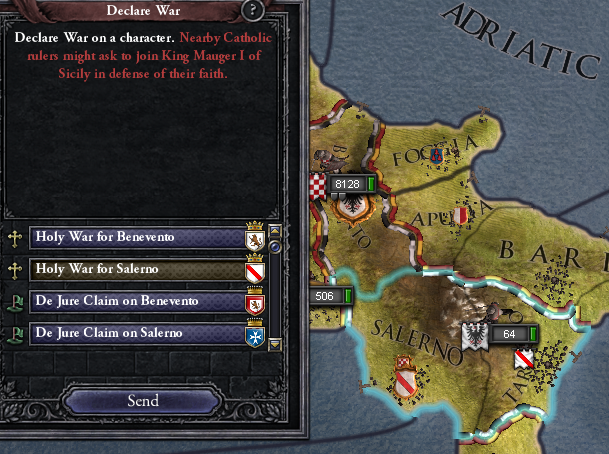 Declare War
?
Declare War on a character. Nearby Catholic
rulers might ask to join King Mauger I of
Sicily in defense of their faith.
Holy War for Benevento
Holy War for Salerno
De Jure Claim on Benevento
De Jure Claim on Salerno
Send
ADRIATIC
FOGGIA
8128
APULIA
BARI
506
SALERNO
64